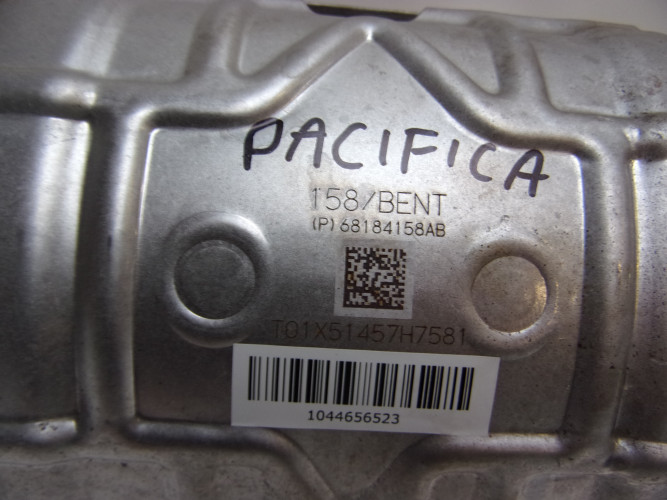 PACIFICA
158/BENT
(P) 68184158AB
T01X51457H7581
1044656523